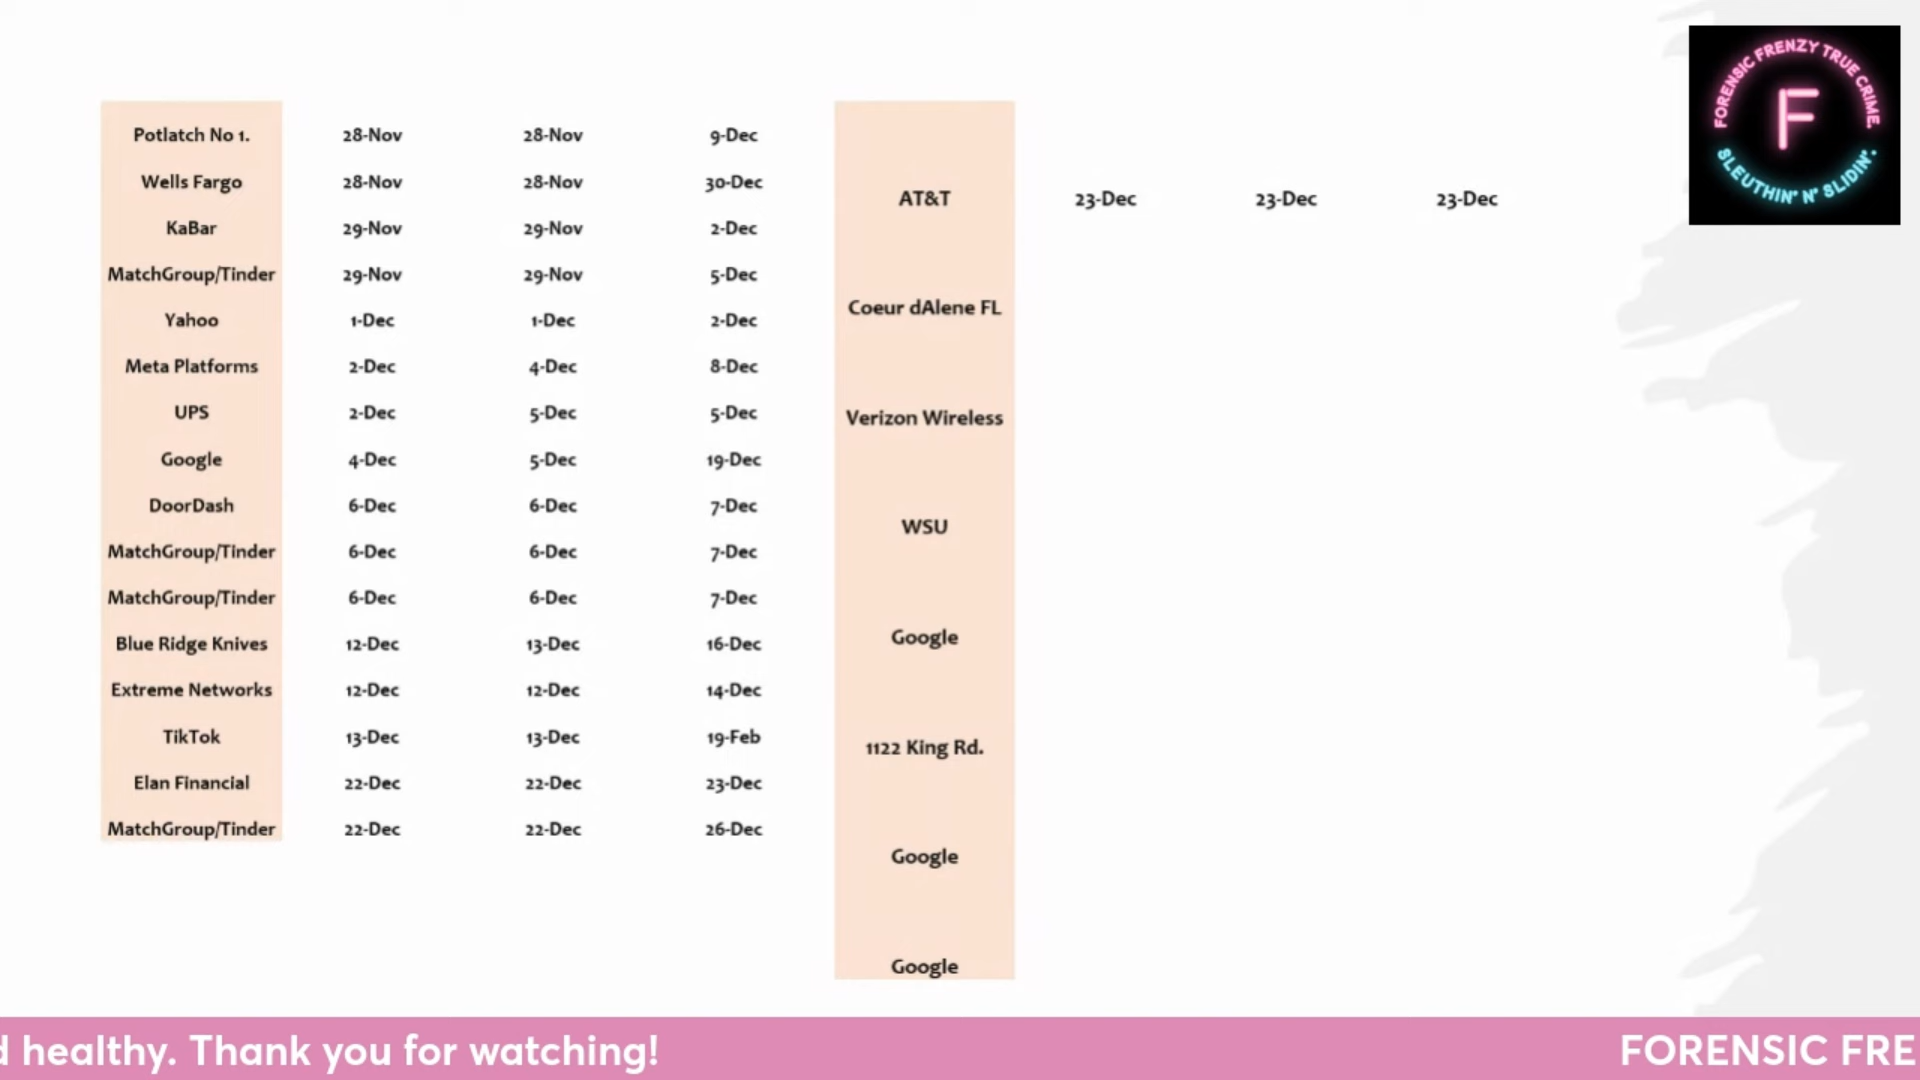 Potlatch No 1. 28-Nov 28-Nov 9-Dec
Wells Fargo 28-Nov 28-Nov 30-Dec
KaBar 29-Nov 29-Nov 2-Dec
MatchGroup/Tinder 29-Nov 29-Nov 5-Dec
Yahoo 1-Dec 1-Dec 2-Dec
Meta Platforms 2-Dec 4-Dec 8-Dec
UPS 2-Dec 5-Dec 5-Dec
Google 4-Dec 5-Dec 19-Dec
DoorDash 6-Dec 6-Dec 7-Dec
MatchGroup/Tinder 6-Dec 6-Dec 7-Dec
MatchGroup/Tinder 6-Dec 6-Dec 7-Dec
Blue Ridge Knives 12-Dec 13-Dec 16-Dec
Extreme Networks 12-Dec 12-Dec 14-Dec
TikTok 13-Dec 13-Dec 19-Feb
Elan Financial 22-Dec 22-Dec 23-Dec
MatchGroup/Tinder 22-Dec 22-Dec 26-Dec
AT&T 23-Dec 23-Dec 23-Dec
Coeur dAlene FL
Verizon Wireless
WSU
Google
1122 King Rd.
Google
Google
FORENSIC FRENZY TRUE CRIME.
F
SLEUTHIN' N' SLIDIN'.
d healthy. Thank you for watching!
FORENSIC FRE